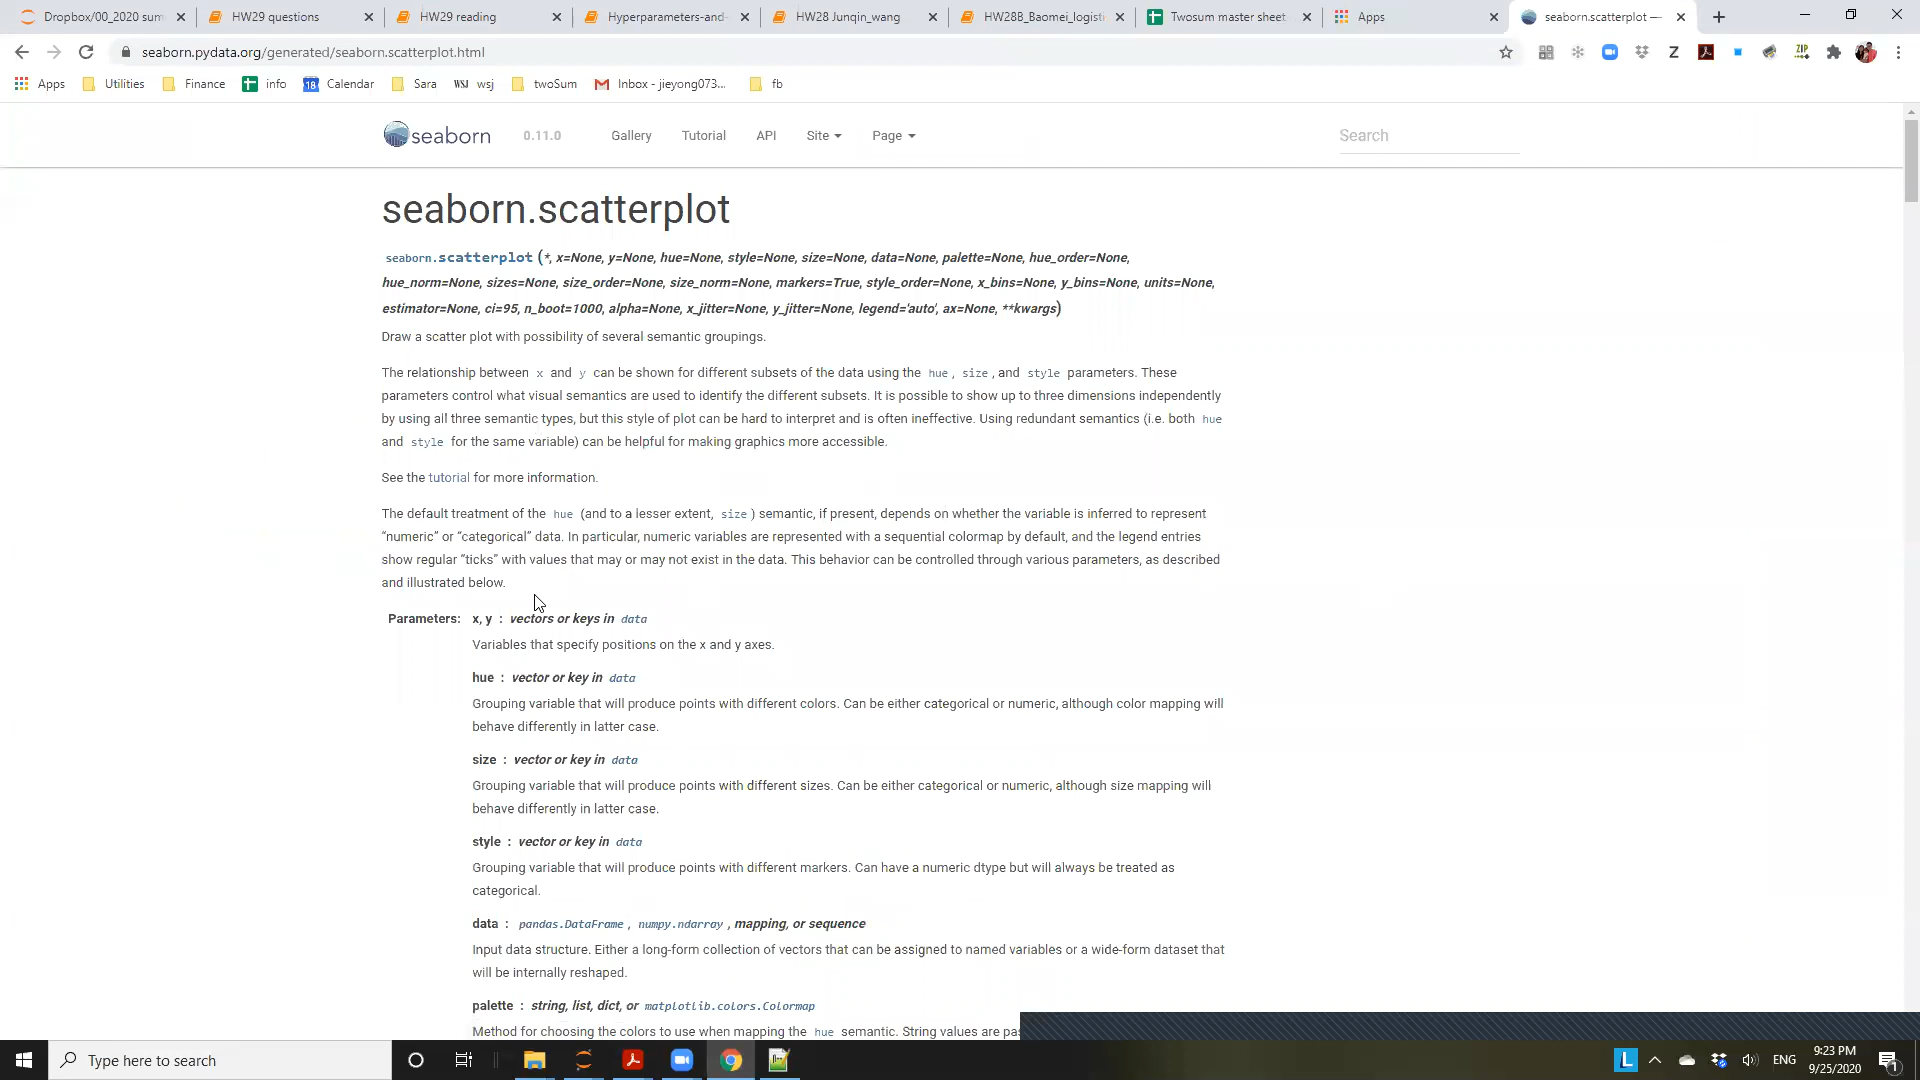 Dropbox/00_2020 sum
HW29 questions
HW29 reading
Hyperparameters-and-
HW28 Junqin_wang
HW28B_Baomei_logisti
Twosum master sheet
Apps
seaborn.scatterplot —
seaborn.pydata.org/generated/seaborn.scatterplot.html
Apps
Utilities
Finance
info
18
Calendar
Sara
WSJ wsj
twoSum
Inbox - jieyong073...
fb
seaborn
0.11.0
Gallery
Tutorial
API
Site
Page
Search
seaborn.scatterplot
seaborn.scatterplot (*, x=None, y=None, hue=None, style=None, size=None, data=None, palette=None, hue_order=None,
hue_norm=None, sizes=None, size_order=None, size_norm=None, markers=True, style_order=None, x_bins=None, y_bins=None, units=None,
estimator=None, ci=95, n_boot=1000, alpha=None, x_jitter=None, y_jitter=None, legend='auto', ax=None, **kwargs)
Draw a scatter plot with possibility of several semantic groupings.
The relationship between x and y can be shown for different subsets of the data using the hue, size, and style parameters. These
parameters control what visual semantics are used to identify the different subsets. It is possible to show up to three dimensions independently
by using all three semantic types, but this style of plot can be hard to interpret and is often ineffective. Using redundant semantics (i.e. both hue
and style for the same variable) can be helpful for making graphics more accessible.
See the tutorial for more information.
The default treatment of the hue (and to a lesser extent, size) semantic, if present, depends on whether the variable is inferred to represent
“numeric” or “categorical” data. In particular, numeric variables are represented with a sequential colormap by default, and the legend entries
show regular “ticks” with values that may or may not exist in the data. This behavior can be controlled through various parameters, as described
and illustrated below.
Parameters: x, y : vectors or keys in data
Variables that specify positions on the x and y axes.
hue : vector or key in data
Grouping variable that will produce points with different colors. Can be either categorical or numeric, although color mapping will
behave differently in latter case.
size : vector or key in data
Grouping variable that will produce points with different sizes. Can be either categorical or numeric, although size mapping will
behave differently in latter case.
style : vector or key in data
Grouping variable that will produce points with different markers. Can have a numeric dtype but will always be treated as
categorical.
data : pandas.DataFrame, numpy.ndarray, mapping, or sequence
Input data structure. Either a long-form collection of vectors that can be assigned to named variables or a wide-form dataset that
will be internally reshaped.
palette : string, list, dict, or matplotlib.colors.Colormap
Method for choosing the colors to use when mapping the hue semantic. String values are pas
Type here to search
L
ENG
9:23 PM
9/25/2020
1